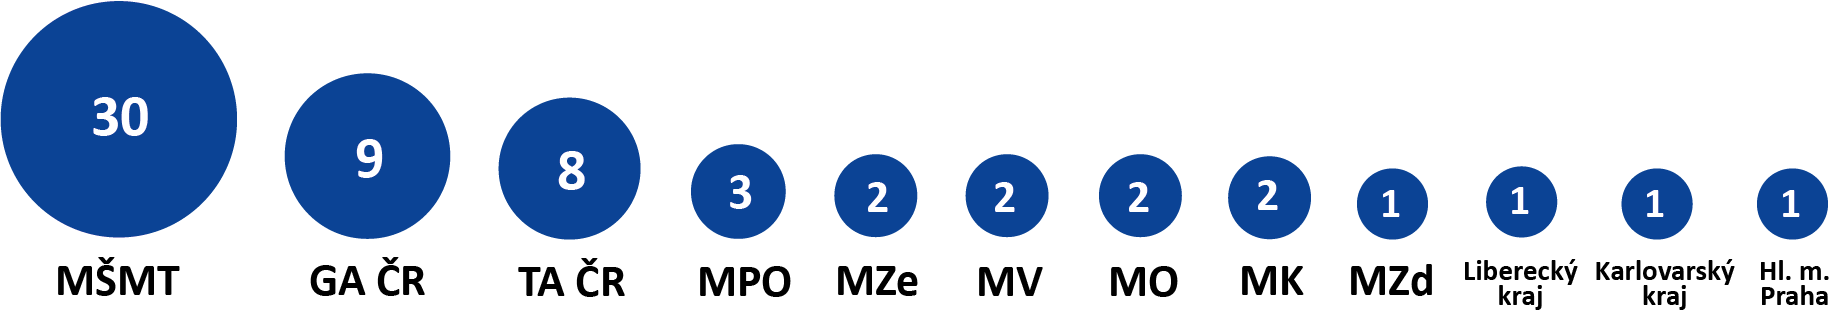 30
9
8
3
2
2
2
2
1
1
1
1
MŠMT
GA ČR
TA ČR
MPO
MZe
MV
MO
MK
MZd
Liberecký
kraj
Karlovarský
kraj
Hl. m.
Praha